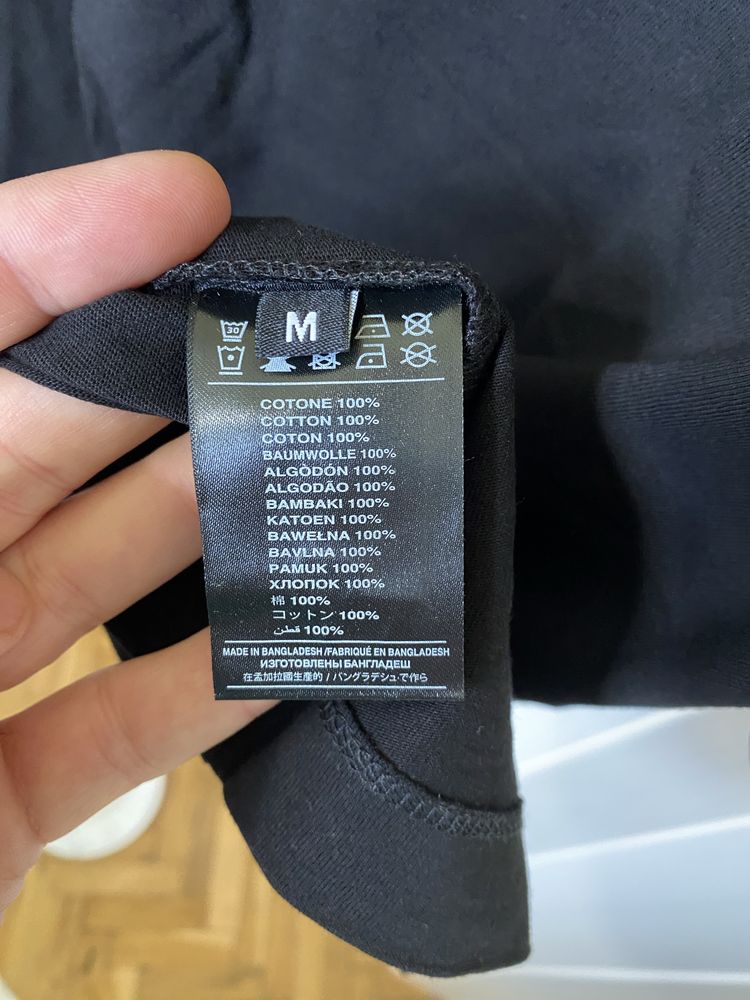 M
30
COTONE 100%
COTTON 100%
COTON 100%
BAUMWOLLE 100%
ALGODÓN 100%
ALGODÃO 100%
BAMBAKI 100%
KATOEN 100%
BAWEŁNA 100%
BAVLNA 100%
PAMUK 100%
ХЛОПОК 100%
棉 100%
コットン 100%
قطن 100%
MADE IN BANGLADESH /FABRIQUÉ EN BANGLADESH
ИЗГОТОВЛЕНЫ БАНГЛАДЕШ
在孟加拉國生産的 / バングラデシュで作ら